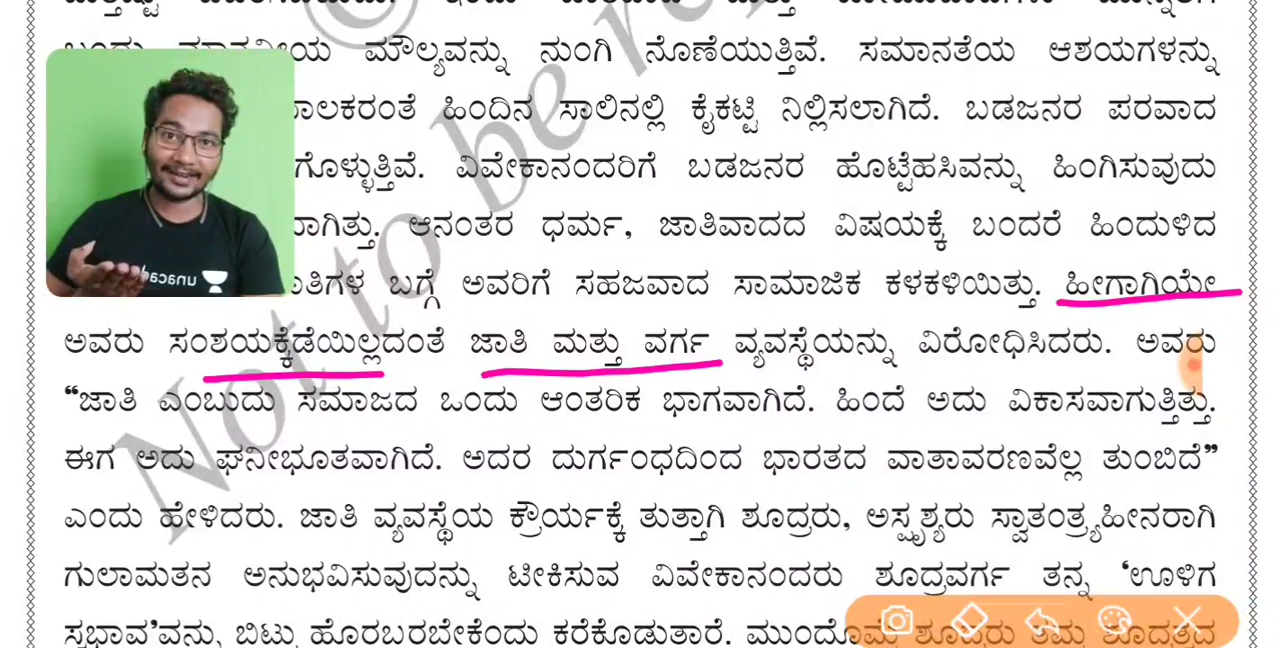 ಬಂದು ಮಾನವೀಯ ಮೌಲ್ಯವನ್ನು ನುಂಗಿ ನೊಣೆಯುತ್ತಿವೆ. ಸಮಾನತೆಯ ಆಶಯಗಳನ್ನು
ಾಲಕರಂತೆ ಹಿಂದಿನ ಸಾಲಿನಲ್ಲಿ ಕೈಕಟ್ಟಿ ನಿಲ್ಲಿಸಲಾಗಿದೆ. ಬಡಜನರ ಪರವಾದ
ಗೊಳ್ಳುತ್ತಿವೆ. ವಿವೇಕಾನಂದರಿಗೆ ಬಡಜನರ ಹೊಟ್ಟೆಹಸಿವನ್ನು ಹಿಂಗಿಸುವುದು
ವಾಗಿತ್ತು. ಆನಂತರ ಧರ್ಮ, ಜಾತಿವಾದದ ವಿಷಯಕ್ಕೆ ಬಂದರೆ ಹಿಂದುಳಿದ
ಾತಿಗಳ ಬಗ್ಗೆ ಅವರಿಗೆ ಸಹಜವಾದ ಸಾಮಾಜಿಕ ಕಳಕಳಿಯಿತ್ತು. ಹೀಗಾಗಿಯೇ
ಅವರು ಸಂಶಯಕ್ಕೆಡೆಯಿಲ್ಲದಂತೆ ಜಾತಿ ಮತ್ತು ವರ್ಗ ವ್ಯವಸ್ಥೆಯನ್ನು ವಿರೋಧಿಸಿದರು. ಅವರು
“ಜಾತಿ ಎಂಬುದು ಸಮಾಜದ ಒಂದು ಆಂತರಿಕ ಭಾಗವಾಗಿದೆ. ಹಿಂದೆ ಅದು ವಿಕಾಸವಾಗುತ್ತಿತ್ತು.
ಈಗ ಅದು ಘನೀಭೂತವಾಗಿದೆ. ಅದರ ದುರ್ಗಂಧದಿಂದ ಭಾರತದ ವಾತಾವರಣವೆಲ್ಲ ತುಂಬಿದೆ”
ಎಂದು ಹೇಳಿದರು. ಜಾತಿ ವ್ಯವಸ್ಥೆಯ ಕ್ರೌರ್ಯಕ್ಕೆ ತುತ್ತಾಗಿ ಶೂದ್ರರು, ಅಸ್ಪೃಶ್ಯರು ಸ್ವಾತಂತ್ರ್ಯಹೀನರಾಗಿ
ಗುಲಾಮತನ ಅನುಭವಿಸುವುದನ್ನು ಟೀಕಿಸುವ ವಿವೇಕಾನಂದರು ಶೂದ್ರವರ್ಗ ತನ್ನ ‘ಊಳಿಗ
ಸ್ವಭಾವ’ವನ್ನು ಬಿಟ್ಟು ಹೊರಬರಬೇಕೆಂದು ಕರೆಕೊಡುತ್ತಾರೆ.
Not to be